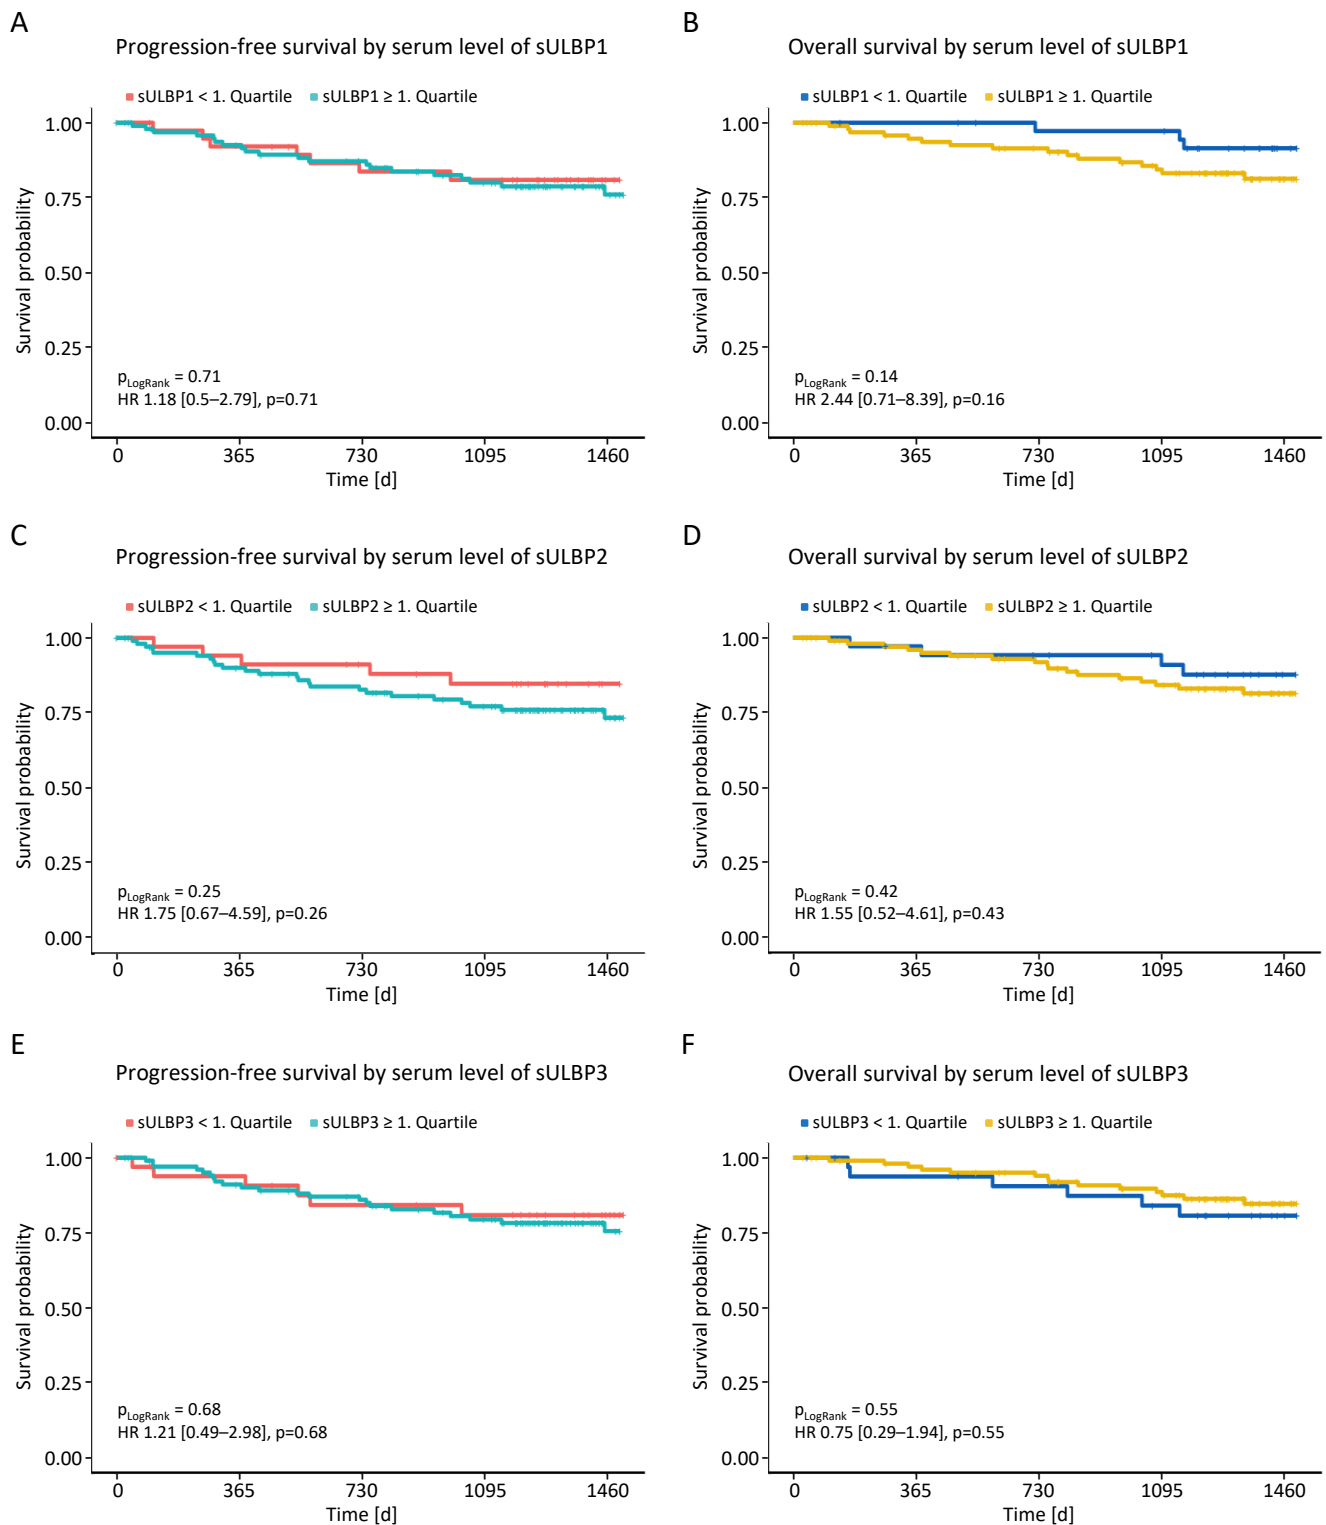 A
Progression-free survival by serum level of sULBP1
sULBP1 < 1. Quartile sULBP1 ≥ 1. Quartile
1.00
0.75
0.50
0.25
0.00
Survival probability
pLogRank = 0.71
HR 1.18 [0.5–2.79], p=0.71
0 365 730 1095 1460
Time [d]
B
Overall survival by serum level of sULBP1
sULBP1 < 1. Quartile sULBP1 ≥ 1. Quartile
1.00
0.75
0.50
0.25
0.00
Survival probability
pLogRank = 0.14
HR 2.44 [0.71–8.39], p=0.16
0 365 730 1095 1460
Time [d]
C
Progression-free survival by serum level of sULBP2
sULBP2 < 1. Quartile sULBP2 ≥ 1. Quartile
1.00
0.75
0.50
0.25
0.00
Survival probability
pLogRank = 0.25
HR 1.75 [0.67–4.59], p=0.26
0 365 730 1095 1460
Time [d]
D
Overall survival by serum level of sULBP2
sULBP2 < 1. Quartile sULBP2 ≥ 1. Quartile
1.00
0.75
0.50
0.25
0.00
Survival probability
pLogRank = 0.42
HR 1.55 [0.52–4.61], p=0.43
0 365 730 1095 1460
Time [d]
E
Progression-free survival by serum level of sULBP3
sULBP3 < 1. Quartile sULBP3 ≥ 1. Quartile
1.00
0.75
0.50
0.25
0.00
Survival probability
pLogRank = 0.68
HR 1.21 [0.49–2.98], p=0.68
0 365 730 1095 1460
Time [d]
F
Overall survival by serum level of sULBP3
sULBP3 < 1. Quartile sULBP3 ≥ 1. Quartile
1.00
0.75
0.50
0.25
0.00
Survival probability
pLogRank = 0.55
HR 0.75 [0.29–1.94], p=0.55
0 365 730 1095 1460
Time [d]